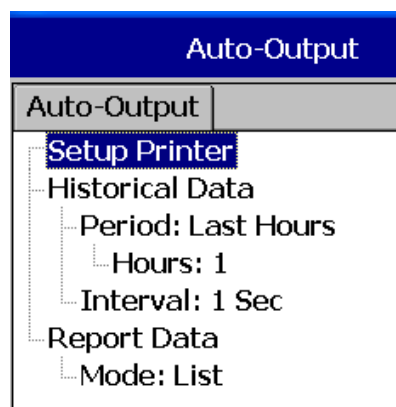 Auto-Output
Auto-Output
Setup Printer
Historical Data
Period: Last Hours
Hours: 1
Interval: 1 Sec
Report Data
Mode: List